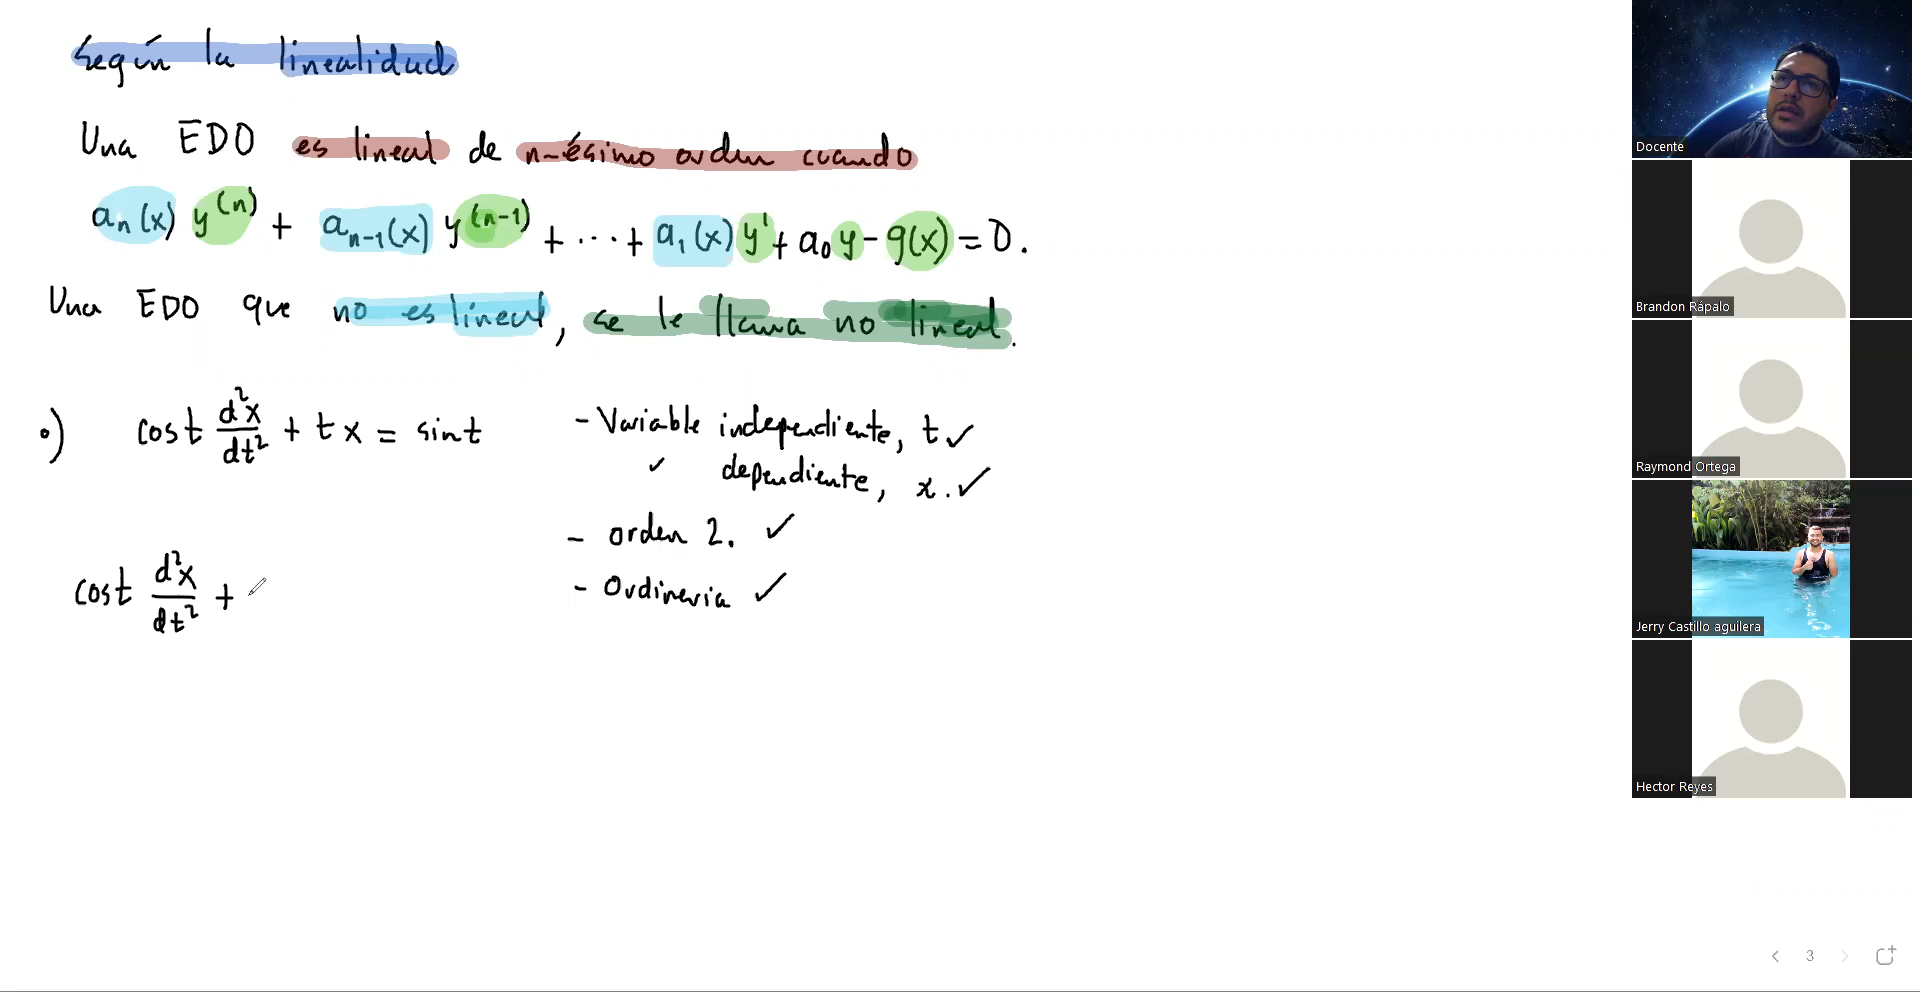 Según la linealidad
Una EDO es lineal de n-ésimo orden cuando
aₙ(x) y⁽ⁿ⁾ + aₙ₋₁(x) y⁽ⁿ⁻¹⁾ + ... + a₁(x) y' + a₀ y - g(x) = 0.
Una EDO que no es lineal, se le llama no lineal.
•) cos t d²x/dt² + t x = sin t
- Variable independiente, t ✓
✓ dependiente, x. ✓
- orden 2. ✓
- Ordinaria ✓
cos t d²x/dt² +
Docente
Brandon Rápalo
Raymond Ortega
Jerry Castillo aguilera
Hector Reyes
3